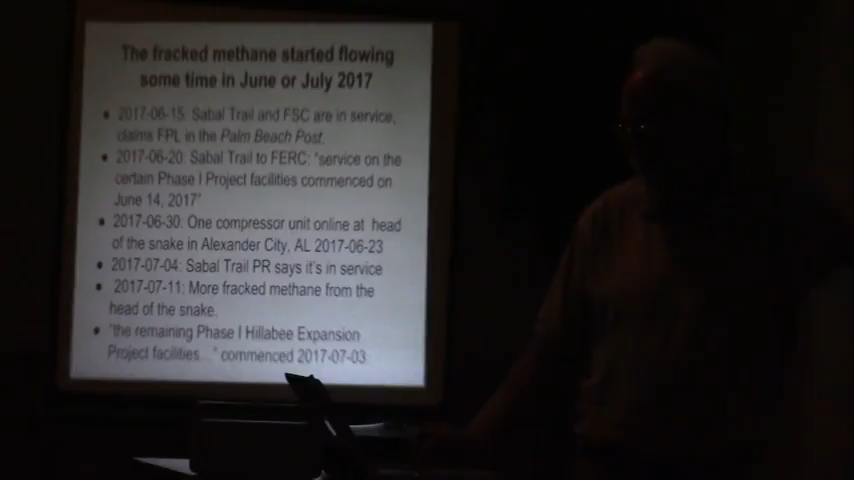 The fracked methane started flowing
some time in June or July 2017
• 2017-06-15: Sabal Trail and FSC are in service,
claims FPL in the Palm Beach Post.
• 2017-06-20: Sabal Trail to FERC: "service on the
certain Phase I Project facilities commenced on
June 14, 2017"
• 2017-06-30: One compressor unit online at head
of the snake in Alexander City, AL 2017-06-23
• 2017-07-04: Sabal Trail PR says it's in service
• 2017-07-11: More fracked methane from the
head of the snake.
• "the remaining Phase I Hillabee Expansion
Project facilities..." commenced 2017-07-03